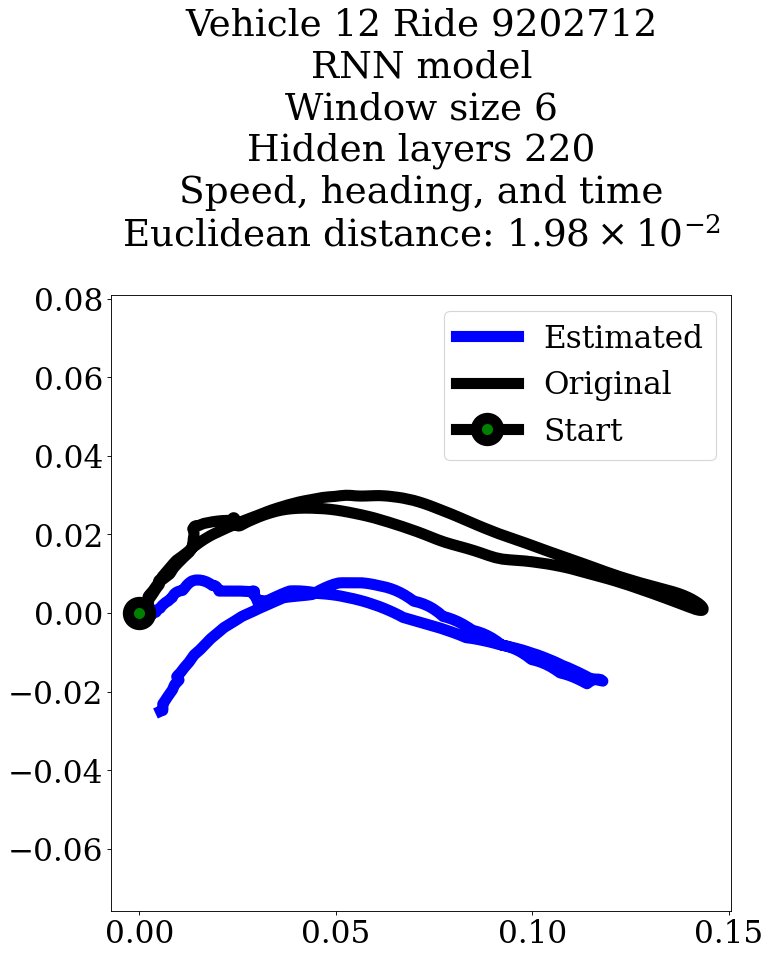 Vehicle 12 Ride 9202712
RNN model
Window size 6
Hidden layers 220
Speed, heading, and time
Euclidean distance: 1.98 × 10⁻²
0.08
0.06
0.04
0.02
0.00
−0.02
−0.04
−0.06
Estimated
Original
Start
0.00 0.05 0.10 0.15